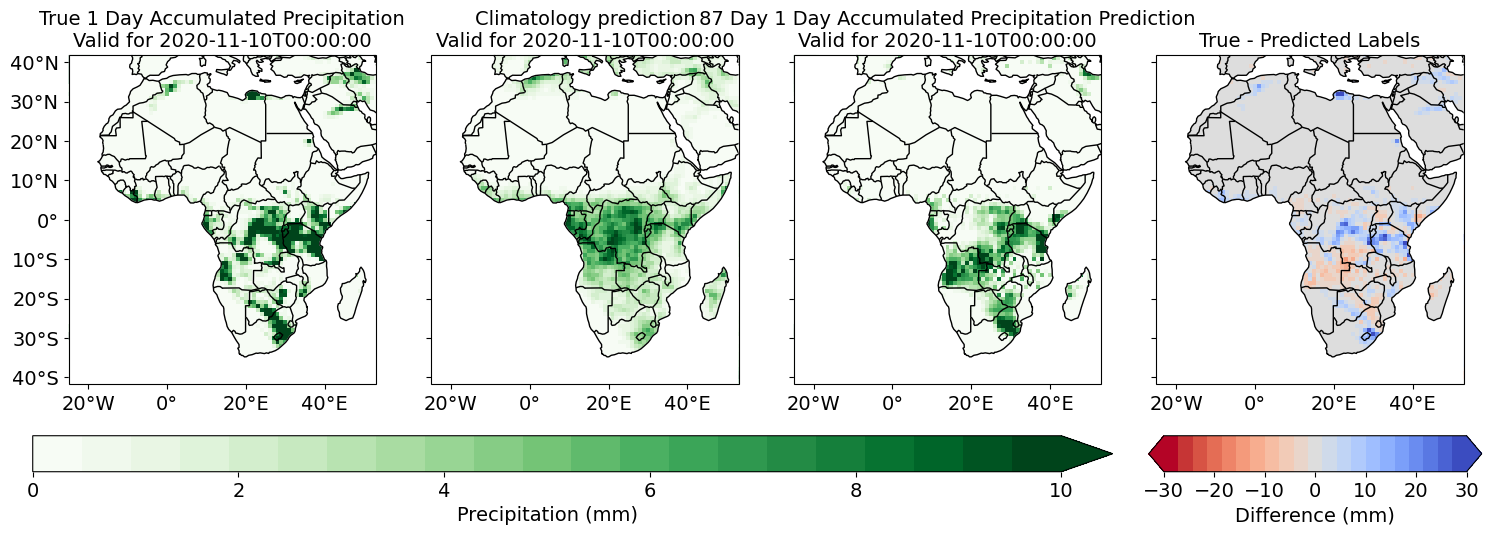 True 1 Day Accumulated Precipitation
Valid for 2020-11-10T00:00:00
Climatology prediction
Valid for 2020-11-10T00:00:00
87 Day 1 Day Accumulated Precipitation Prediction
Valid for 2020-11-10T00:00:00
True - Predicted Labels
40°N
30°N
20°N
10°N
0°
10°S
20°S
30°S
40°S
20°W 0° 20°E 40°E
20°W 0° 20°E 40°E
20°W 0° 20°E 40°E
20°W 0° 20°E 40°E
0 2 4 6 8 10
Precipitation (mm)
−30 −20 −10 0 10 20 30
Difference (mm)